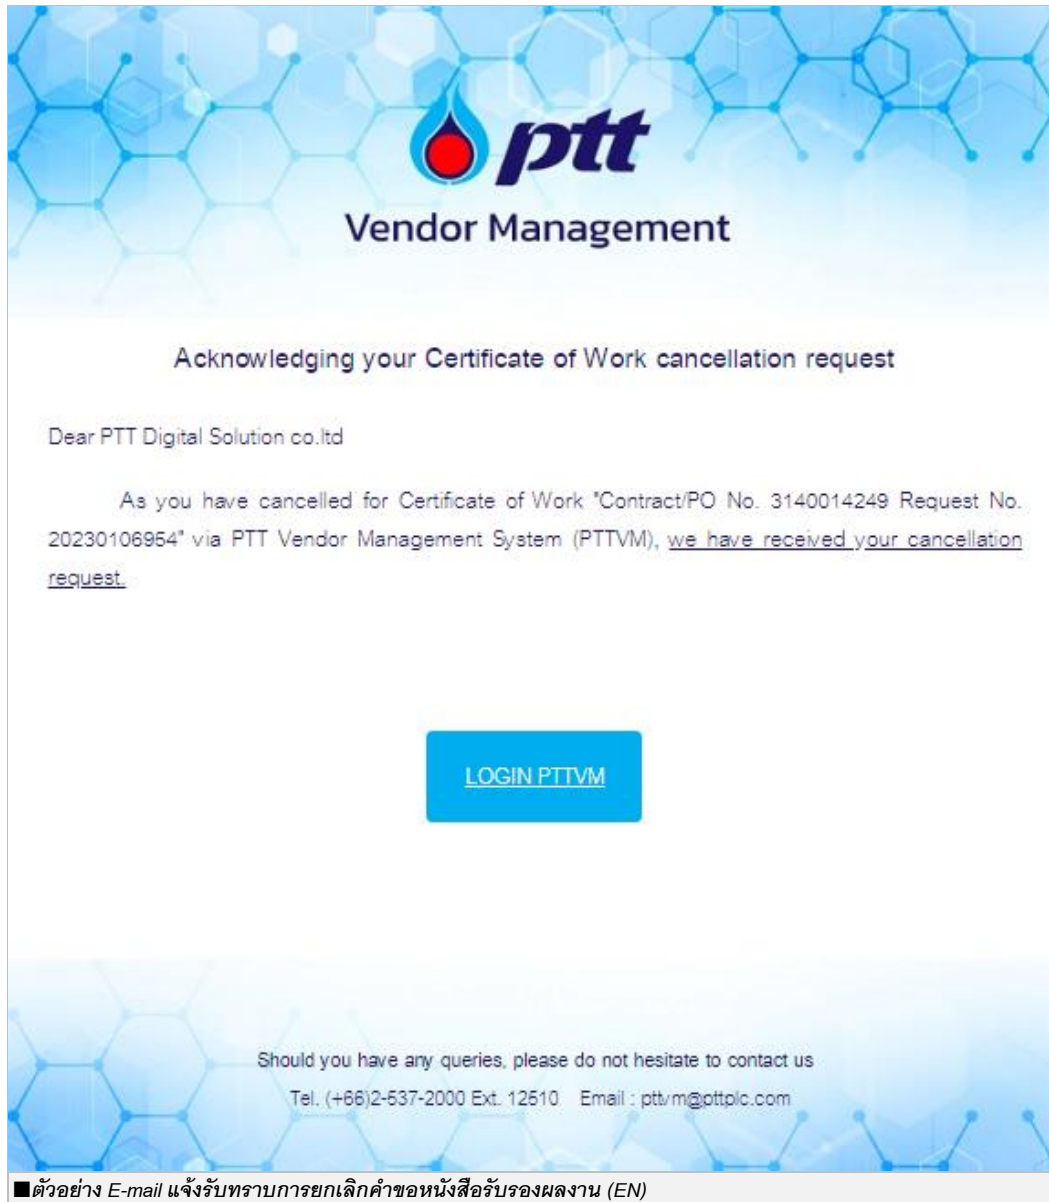 ptt
Vendor Management
Acknowledging your Certificate of Work cancellation request
Dear PTT Digital Solution co.ltd
As you have cancelled for Certificate of Work "Contract/PO No. 3140014249 Request No.
20230106954" via PTT Vendor Management System (PTTVM), we have received your cancellation
request.
LOGIN PTTVM
Should you have any queries, please do not hesitate to contact us
Tel. (+66)2-537-2000 Ext. 12510 Email : pttvm@pttplc.com
■ตัวอย่าง E-mail แจ้งรับทราบการยกเลิกคำขอหนังสือรับรองผลงาน (EN)